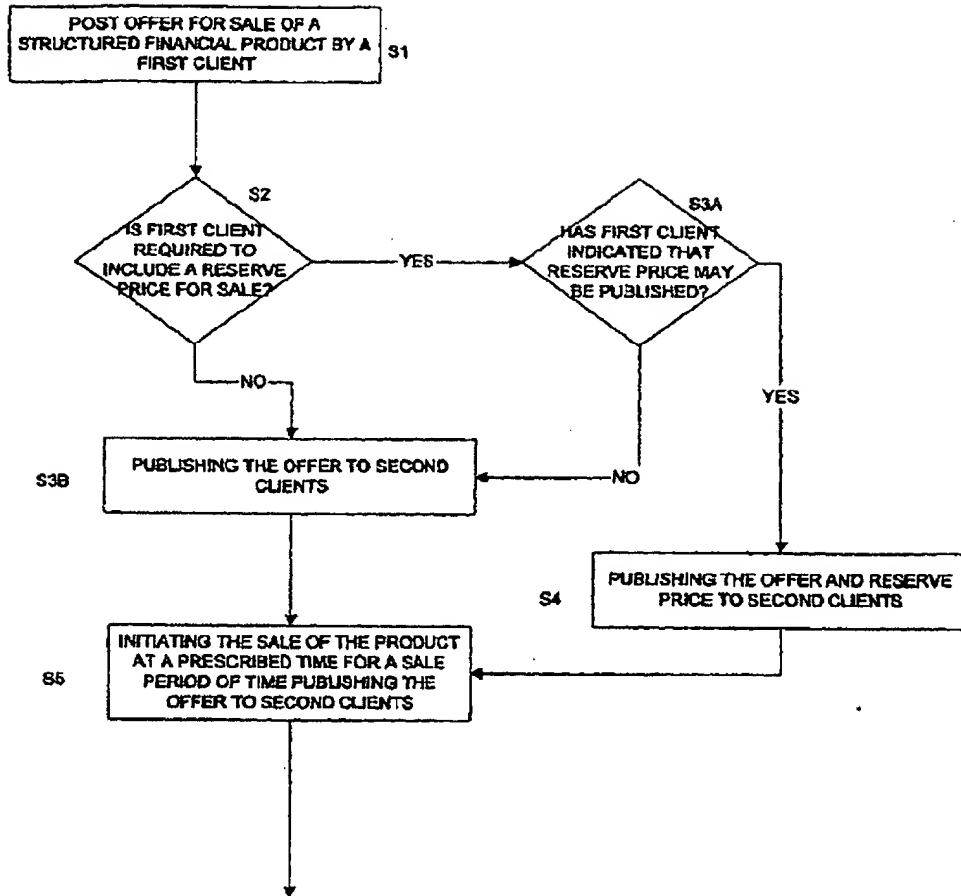 POST OFFER FOR SALE OF A
STRUCTURED FINANCIAL PRODUCT BY A
FIRST CLIENT
S1
S2
IS FIRST CLIENT
REQUIRED TO
INCLUDE A RESERVE
PRICE FOR SALE?
YES
S3A
HAS FIRST CLIENT
INDICATED THAT
RESERVE PRICE MAY
BE PUBLISHED?
NO
YES
S3B
PUBLISHING THE OFFER TO SECOND
CLIENTS
NO
S4
PUBLISHING THE OFFER AND RESERVE
PRICE TO SECOND CLIENTS
S5
INITIATING THE SALE OF THE PRODUCT
AT A PRESCRIBED TIME FOR A SALE
PERIOD OF TIME PUBLISHING THE
OFFER TO SECOND CLIENTS